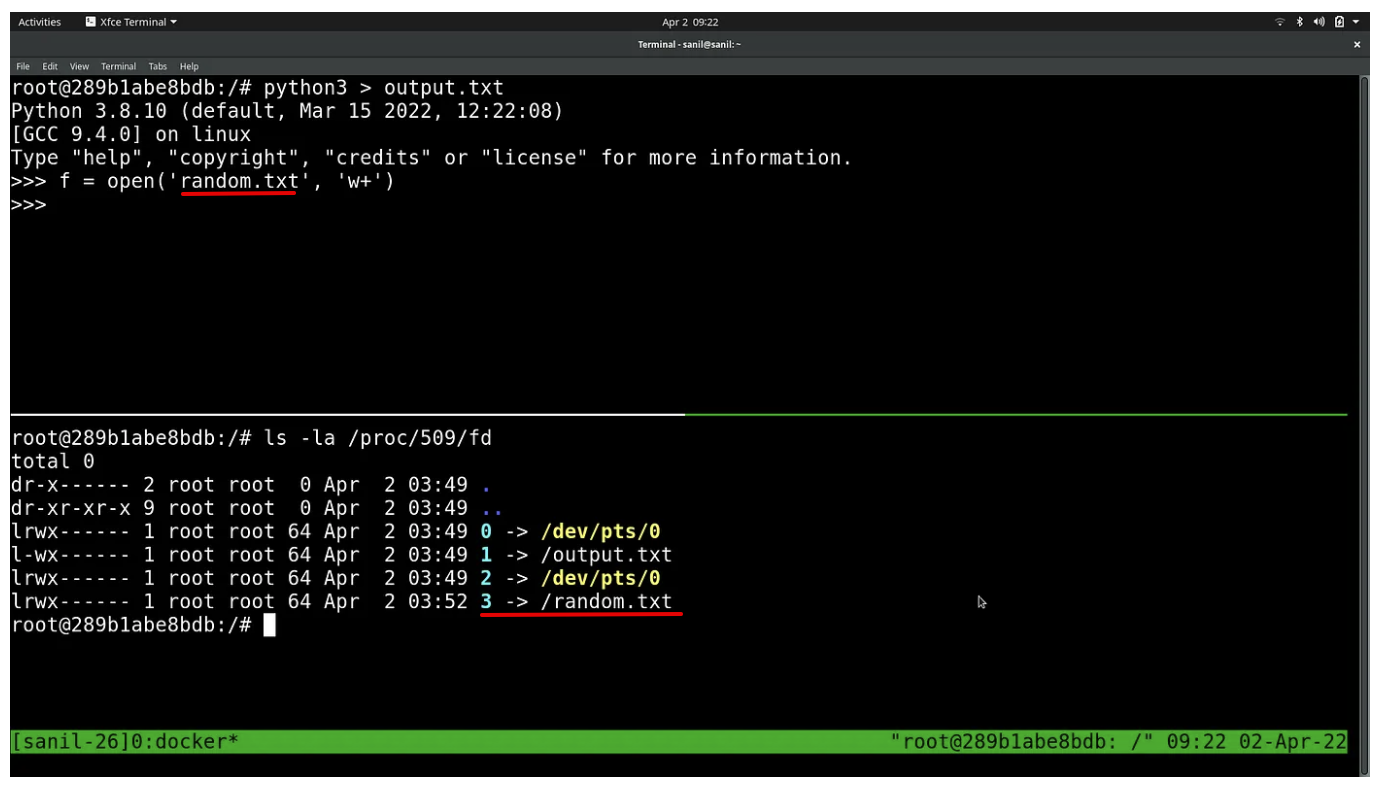 Activities Xfce Terminal Apr 2 09:22
Terminal - sanil@sanil: ~ ×
File Edit View Terminal Tabs Help
root@289b1abe8bdb:/# python3 > output.txt
Python 3.8.10 (default, Mar 15 2022, 12:22:08)
[GCC 9.4.0] on linux
Type "help", "copyright", "credits" or "license" for more information.
>>> f = open('random.txt', 'w+')
>>>
root@289b1abe8bdb:/# ls -la /proc/509/fd
total 0
dr-x------ 2 root root  0 Apr  2 03:49 .
dr-xr-xr-x 9 root root  0 Apr  2 03:49 ..
lrwx------ 1 root root 64 Apr  2 03:49 0 -> /dev/pts/0
l-wx------ 1 root root 64 Apr  2 03:49 1 -> /output.txt
lrwx------ 1 root root 64 Apr  2 03:49 2 -> /dev/pts/0
lrwx------ 1 root root 64 Apr  2 03:52 3 -> /random.txt
root@289b1abe8bdb:/#
[sanil-26]0:docker* "root@289b1abe8bdb: /" 09:22 02-Apr-22